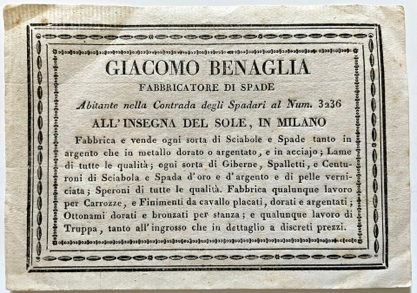 GIACOMO BENAGLIA
FABBRICATORE DI SPADE
Abitante nella Contrada degli Spadari al Num. 3236
ALL'INSEGNA DEL SOLE, IN MILANO
Fabbrica e vende ogni sorta di Sciabole e Spade tanto in
argento che in metallo dorato o argentato, e in acciajo; Lame
di tutte le qualità; ogni sorta di Giberne, Spalletti, e Centu-
roni di Sciabola e Spada d'oro e d'argento e di pelle verni-
ciata; Speroni di tutte le qualità. Fabbrica qualunque lavoro
per Carrozze, e Finimenti da cavallo placati, dorati e argentati;
Ottonami dorati e bronzati per stanza; e qualunque lavoro di
Truppa, tanto all'ingrosso che in dettaglio a discreti prezzi.